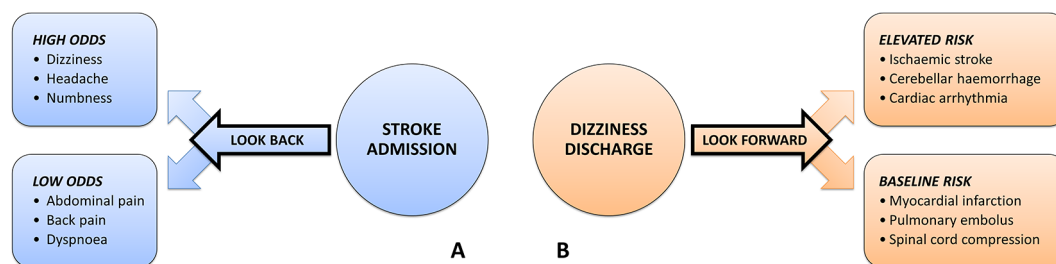 HIGH ODDS
• Dizziness
• Headache
• Numbness
LOW ODDS
• Abdominal pain
• Back pain
• Dyspnoea
LOOK BACK
STROKE
ADMISSION
A
DIZZINESS
DISCHARGE
B
LOOK FORWARD
ELEVATED RISK
• Ischaemic stroke
• Cerebellar haemorrhage
• Cardiac arrhythmia
BASELINE RISK
• Myocardial infarction
• Pulmonary embolus
• Spinal cord compression